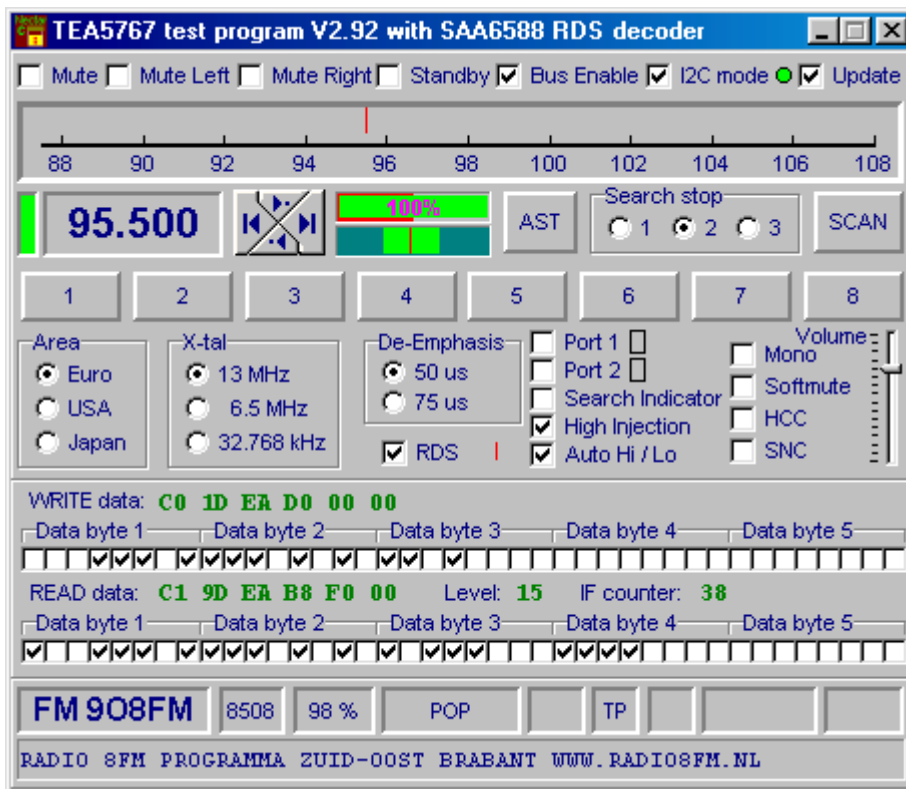 TEA5767 test program V2.92 with SAA6588 RDS decoder
Mute Mute Left Mute Right Standby Bus Enable I2C mode Update
88 90 92 94 96 98 100 102 104 106 108
95.500 100% AST Search stop 1 2 3 SCAN
1 2 3 4 5 6 7 8
Area X-tal De-Emphasis Port 1 Volume
Mono
Euro 13 MHz 50 us Port 2 Softmute
USA 6.5 MHz 75 us Search Indicator HCC
High Injection
Japan 32.768 kHz RDS Auto Hi / Lo SNC
WRITE data: C0 1D EA D0 00 00
Data byte 1 Data byte 2 Data byte 3 Data byte 4 Data byte 5
READ data: C1 9D EA B8 F0 00 Level: 15 IF counter: 38
Data byte 1 Data byte 2 Data byte 3 Data byte 4 Data byte 5
FM 9O8FM 8508 98 % POP TP
RADIO 8FM PROGRAMMA ZUID-OOST BRABANT WWW.RADIO8FM.NL